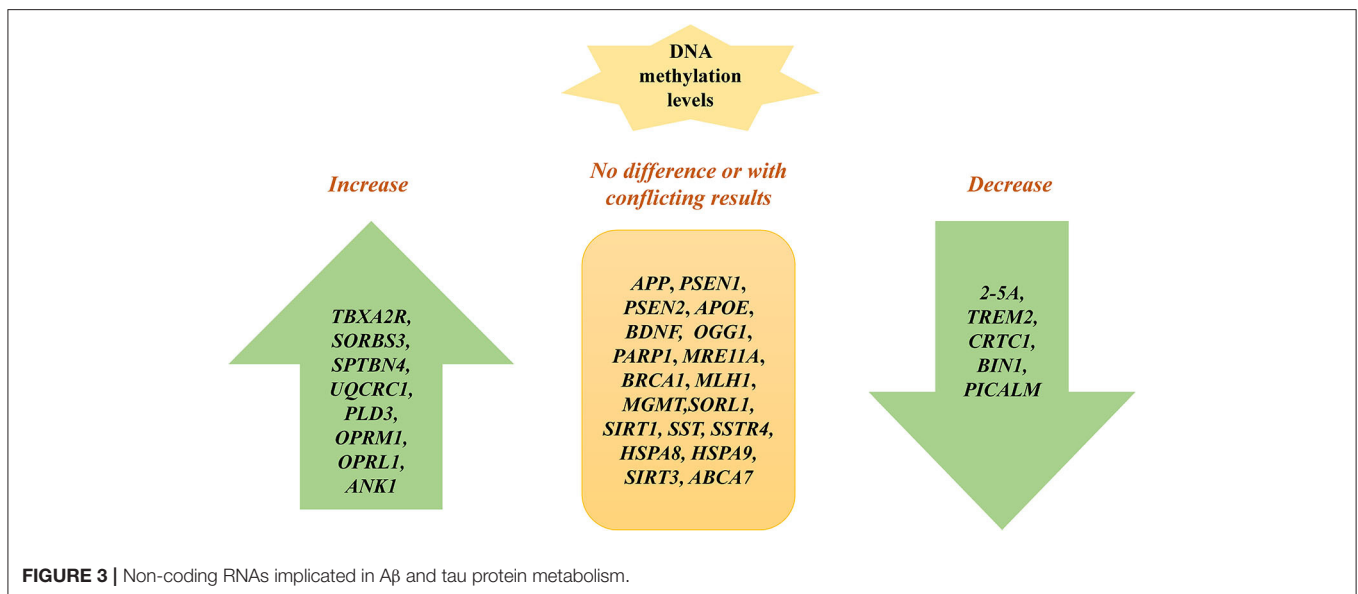 DNA
methylation
levels
Increase
TBXA2R,
SORBS3,
SPTBN4,
UQCRC1,
PLD3,
OPRM1,
OPRL1,
ANK1
No difference or with
conflicting results
APP, PSEN1,
PSEN2, APOE,
BDNF, OGG1,
PARP1, MRE11A,
BRCA1, MLH1,
MGMT,SORL1,
SIRT1, SST, SSTR4,
HSPA8, HSPA9,
SIRT3, ABCA7
Decrease
2-5A,
TREM2,
CRTC1,
BIN1,
PICALM
FIGURE 3 | Non-coding RNAs implicated in Aβ and tau protein metabolism.